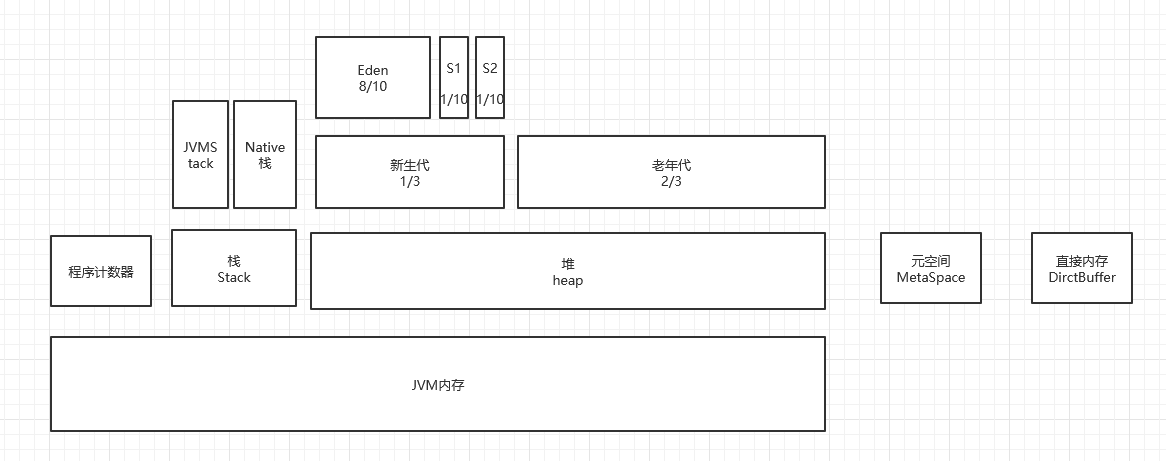 Eden
8/10
S1
1/10
S2
1/10
JVMS
tack
Native
栈
新生代
1/3
老年代
2/3
程序计数器
栈
Stack
堆
heap
元空间
MetaSpace
直接内存
DirctBuffer
JVM内存